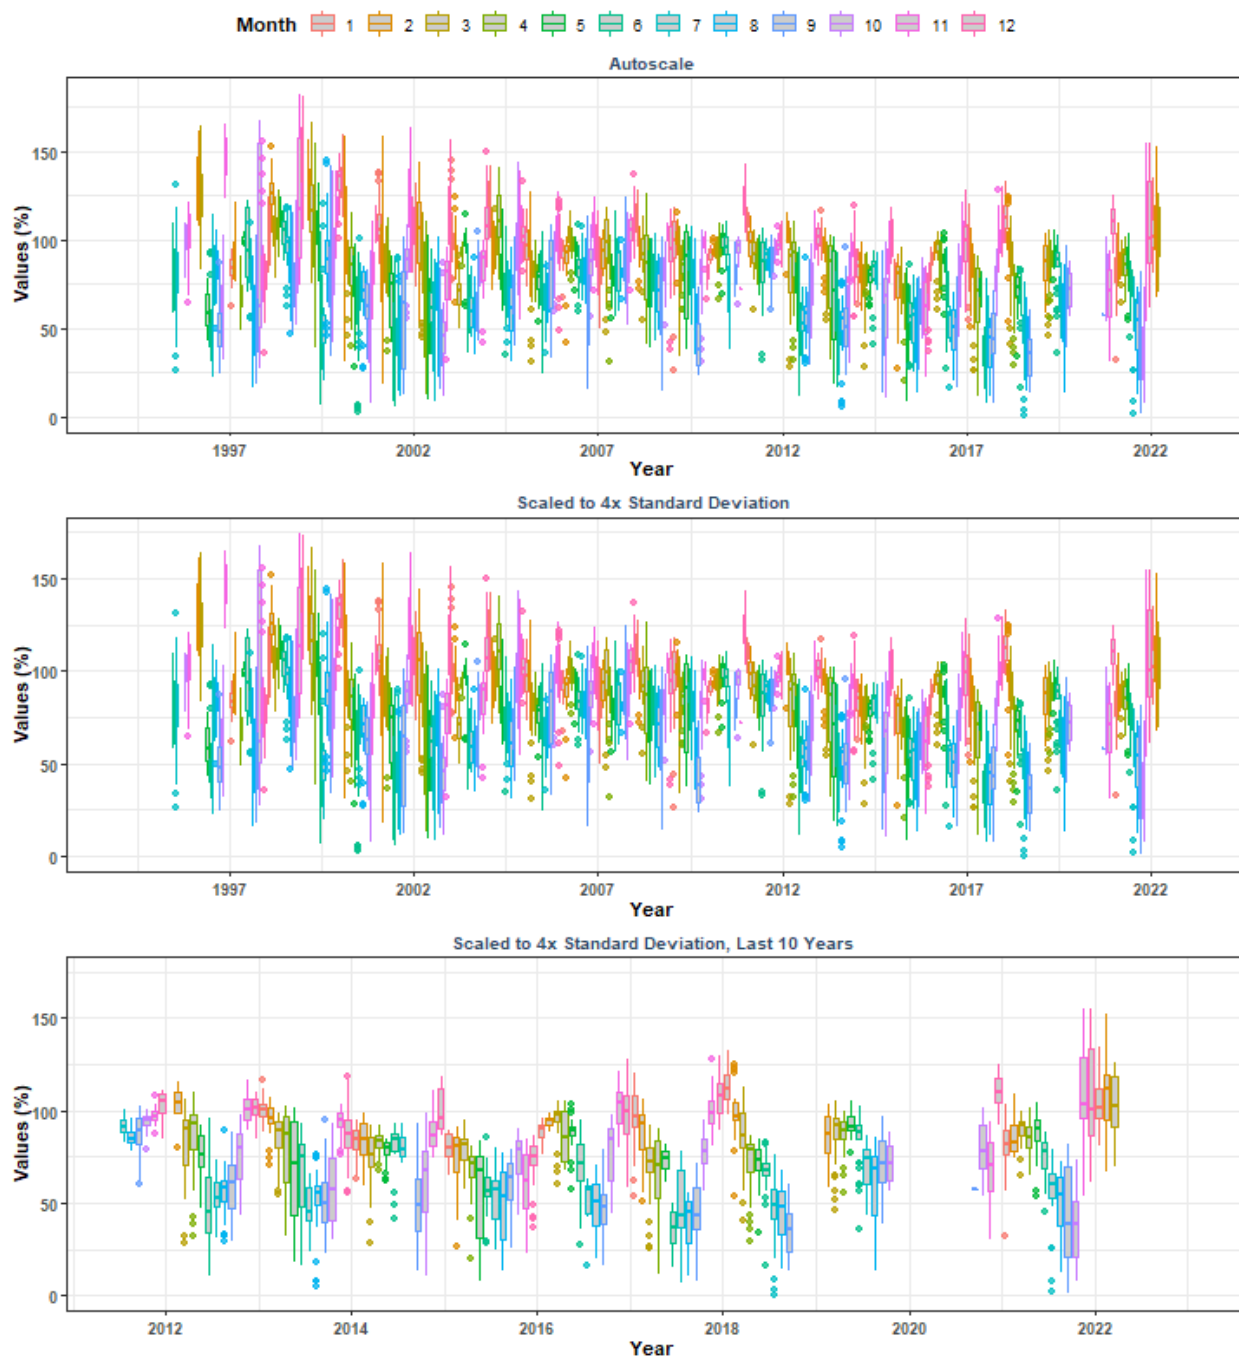 Month 1 2 3 4 5 6 7 8 9 10 11 12
Autoscale
Values (%)
150
100
50
0
1997 2002 2007 2012 2017 2022
Year
Scaled to 4x Standard Deviation
Values (%)
150
100
50
0
1997 2002 2007 2012 2017 2022
Year
Scaled to 4x Standard Deviation, Last 10 Years
Values (%)
150
100
50
0
2012 2014 2016 2018 2020 2022
Year